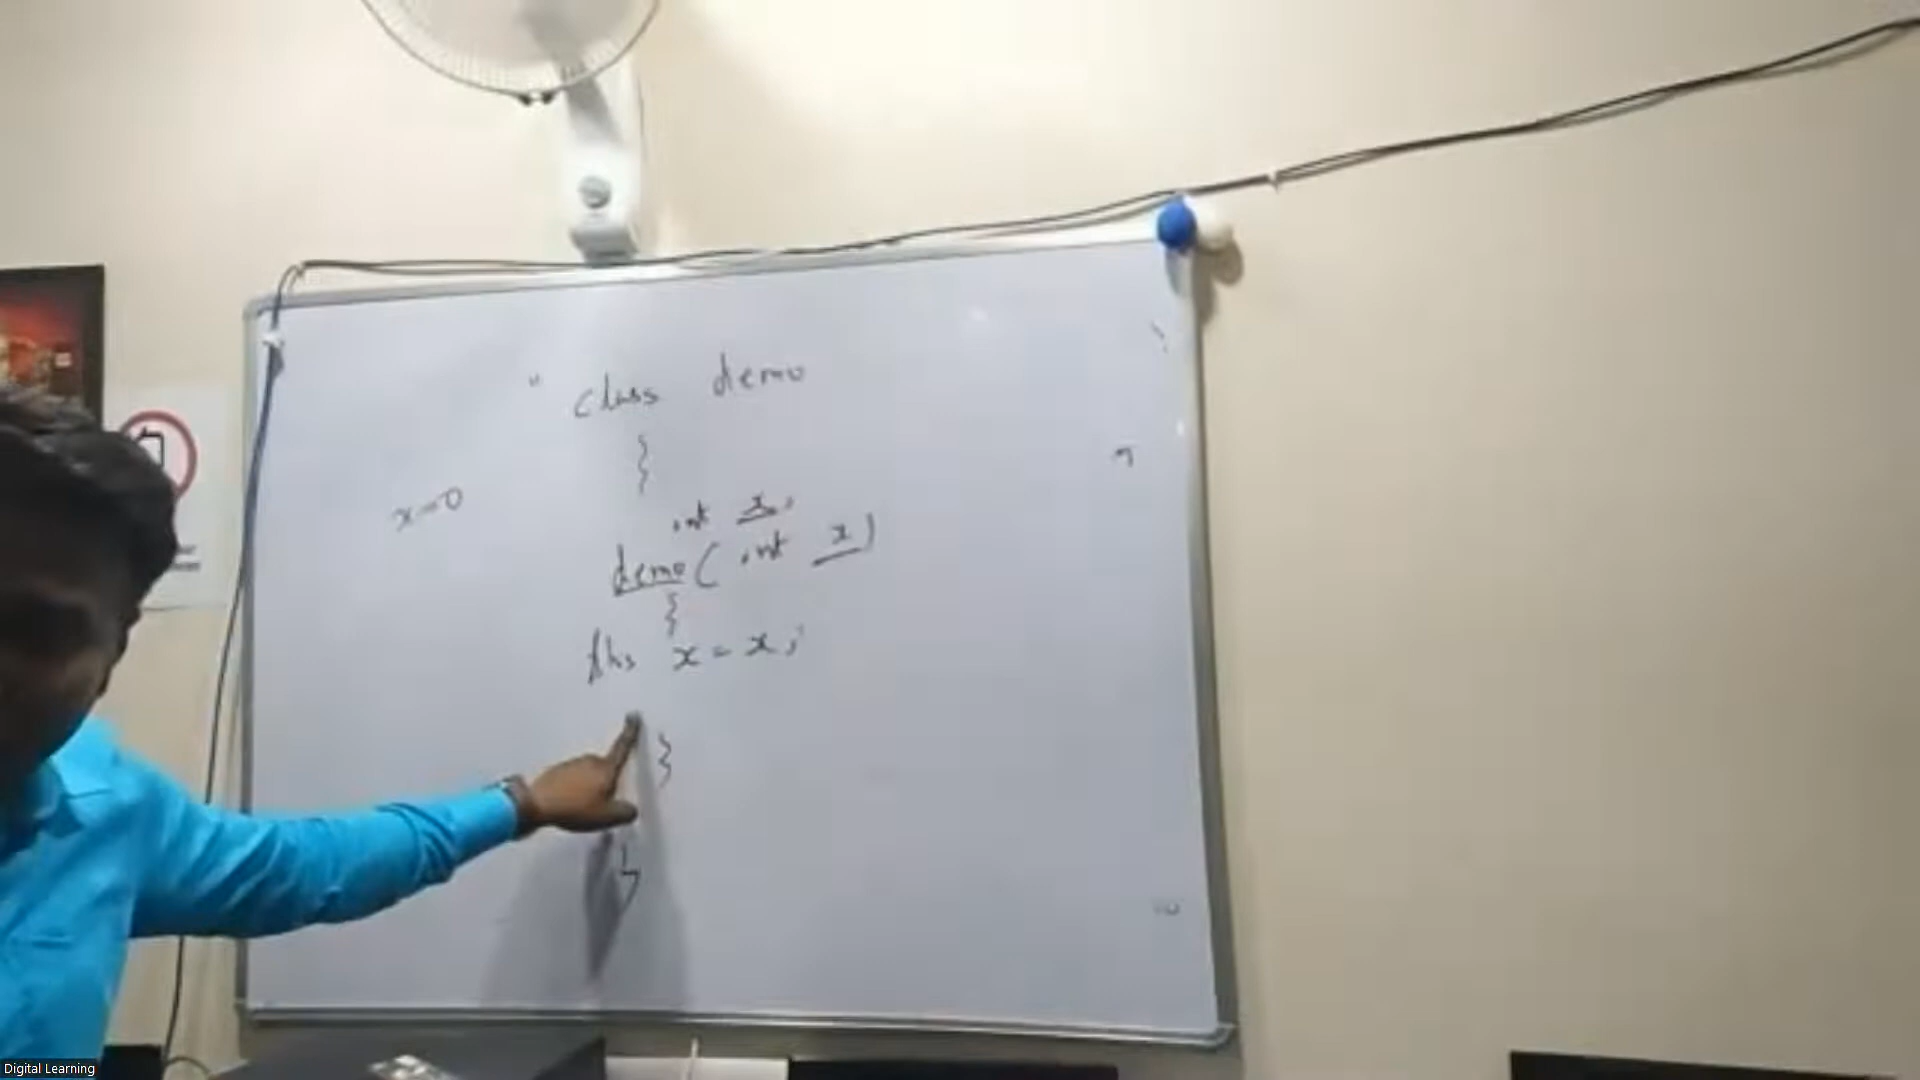 class demo
{
x=0
int x;
demo(int x)
{
this x = x;
}
}
Digital Learning